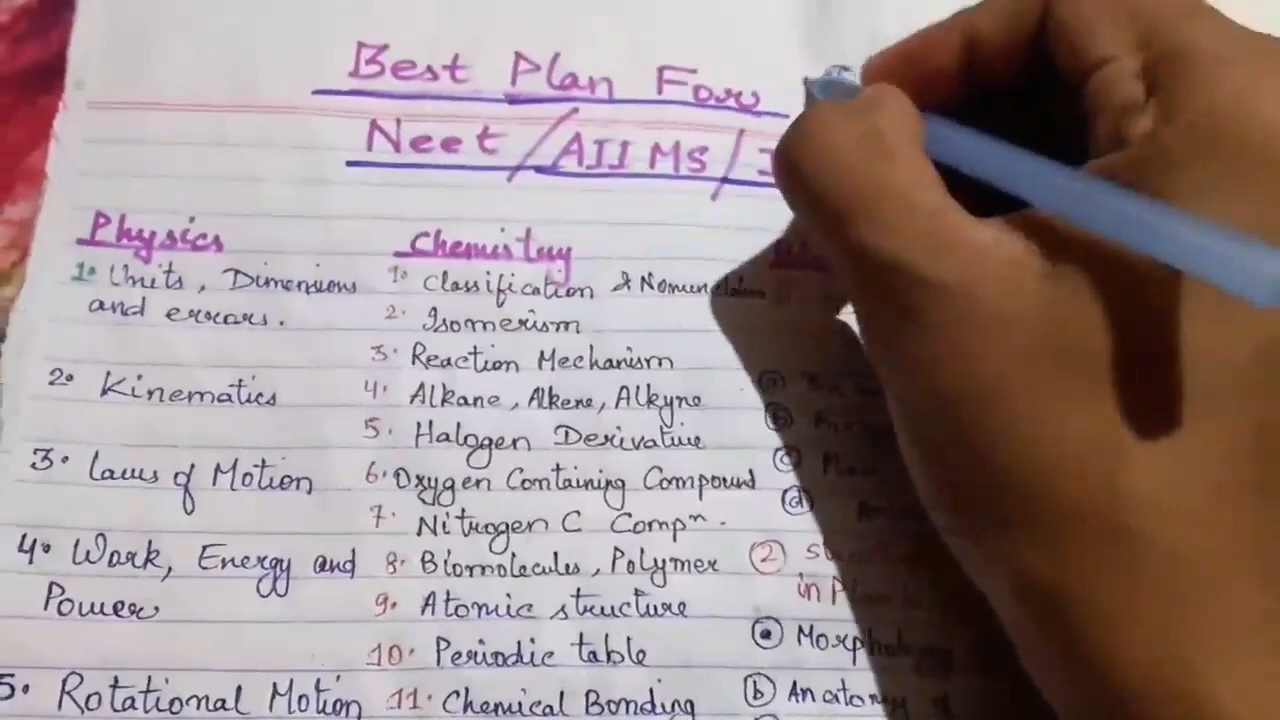 Best Plan For
Neet / AIIMS /
Physics
1. Units, Dimensions
and errors.
2. Kinematics
3. laws of Motion
4. Work, Energy and
Power
5. Rotational Motion
Chemistry
1. Classification &
2. Isomerism
3. Reaction Mechanism
4. Alkane, Alkene, Alkyne
5. Halogen Derivative
6. Oxygen Containing Compound
7. Nitrogen C Compn.
8. Biomolecules, Polymer
9. Atomic structure
10. Periodic table
11. Chemical Bonding
a
b
c
d
2
in
a Morphology
b Anatomy of